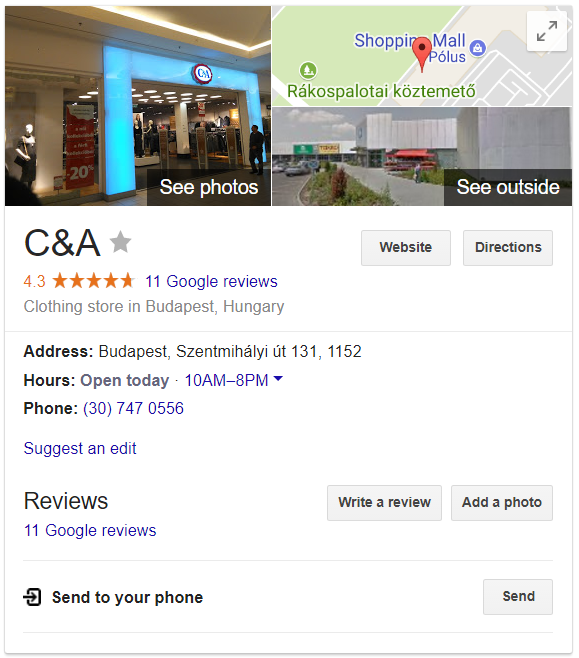 C&A
-20%
See photos
Shopping Mall
Pólus
Rákospalotai köztemető
See outside
C&A
Website
Directions
4.3 11 Google reviews
Clothing store in Budapest, Hungary
Address: Budapest, Szentmihályi út 131, 1152
Hours: Open today · 10AM–8PM
Phone: (30) 747 0556
Suggest an edit
Reviews
Write a review
Add a photo
11 Google reviews
Send to your phone
Send